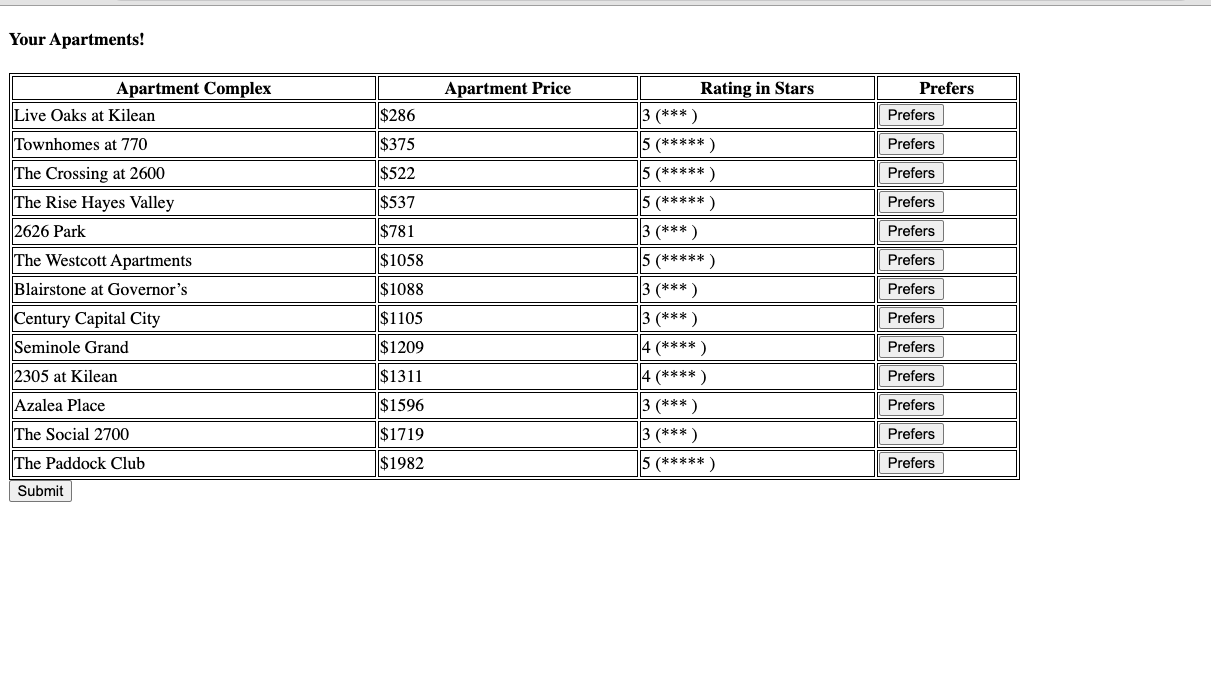 Your Apartments!
Apartment Complex Apartment Price Rating in Stars Prefers
Live Oaks at Kilean $286 3 (*** ) Prefers
Townhomes at 770 $375 5 (***** ) Prefers
The Crossing at 2600 $522 5 (***** ) Prefers
The Rise Hayes Valley $537 5 (***** ) Prefers
2626 Park $781 3 (*** ) Prefers
The Westcott Apartments $1058 5 (***** ) Prefers
Blairstone at Governor’s $1088 3 (*** ) Prefers
Century Capital City $1105 3 (*** ) Prefers
Seminole Grand $1209 4 (**** ) Prefers
2305 at Kilean $1311 4 (**** ) Prefers
Azalea Place $1596 3 (*** ) Prefers
The Social 2700 $1719 3 (*** ) Prefers
The Paddock Club $1982 5 (***** ) Prefers
Submit